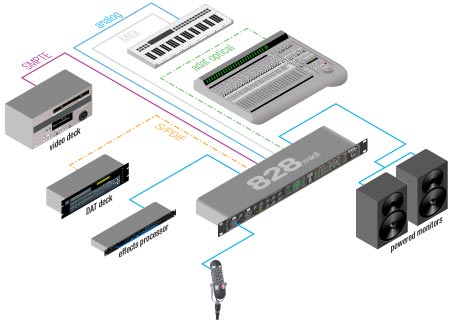 analog
MIDI
SMPTE
adat optical
video deck
S/PDIF
828mkII
DAT deck
effects processor
powered monitors